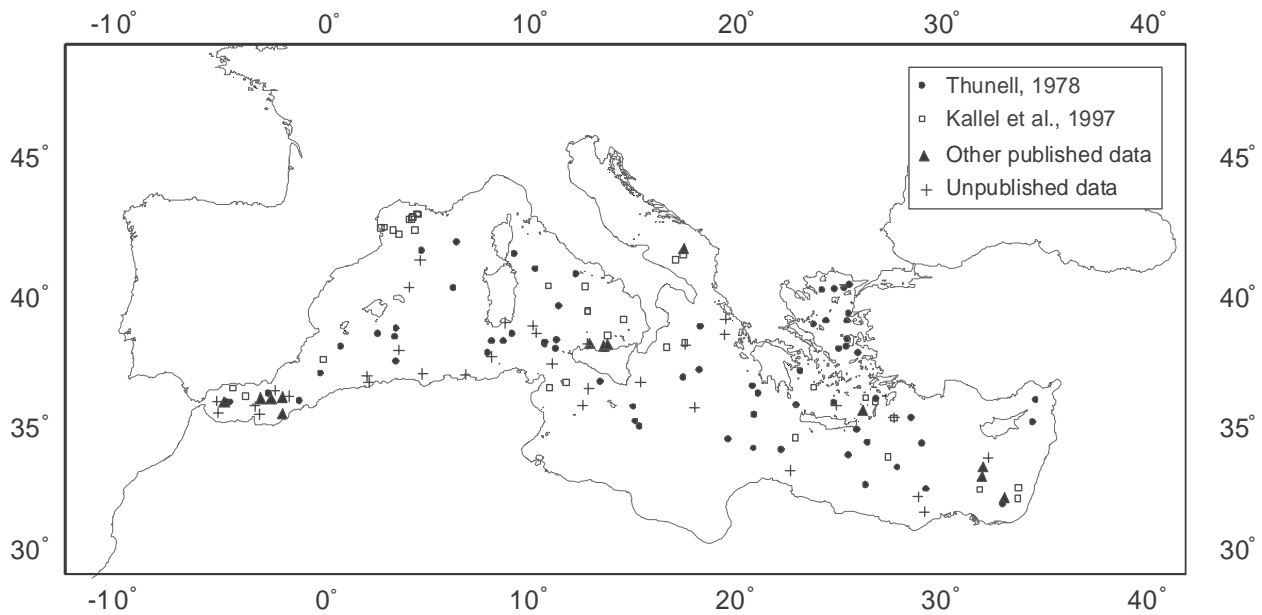 -10° 0° 10° 20° 30° 40°
Thunell, 1978
Kallel et al., 1997
Other published data
Unpublished data
45° 45°
40° 40°
35° 35°
30° 30°
-10° 0° 10° 20° 30° 40°